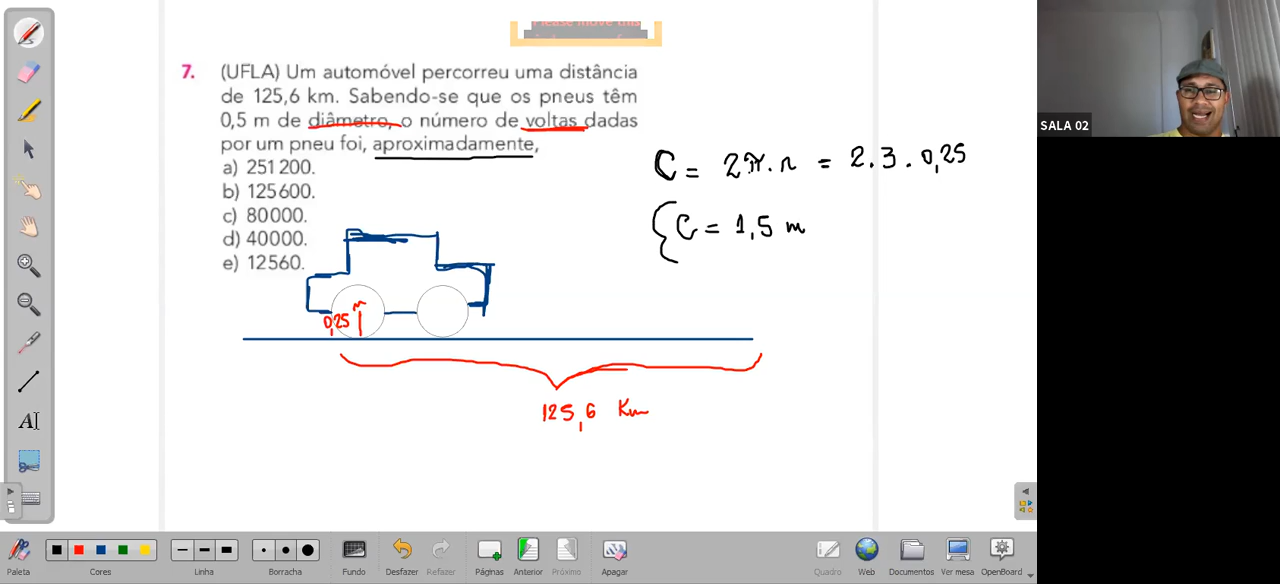 Please move this
7. (UFLA) Um automóvel percorreu uma distância
de 125,6 km. Sabendo-se que os pneus têm
0,5 m de diâmetro, o número de voltas dadas
por um pneu foi, aproximadamente,
a) 251 200.
b) 125 600.
c) 80 000.
d) 40 000.
e) 12 560.
C = 2π.r = 2.3.0,25
C = 1,5 m
0,25 m
125,6 Km
SALA 02
A
Paleta
Cores
Linha
Borracha
Fundo
Desfazer
Refazer
Páginas
Anterior
Próximo
Apagar
Quadro
Web
Documentos
Ver mesa
OpenBoard